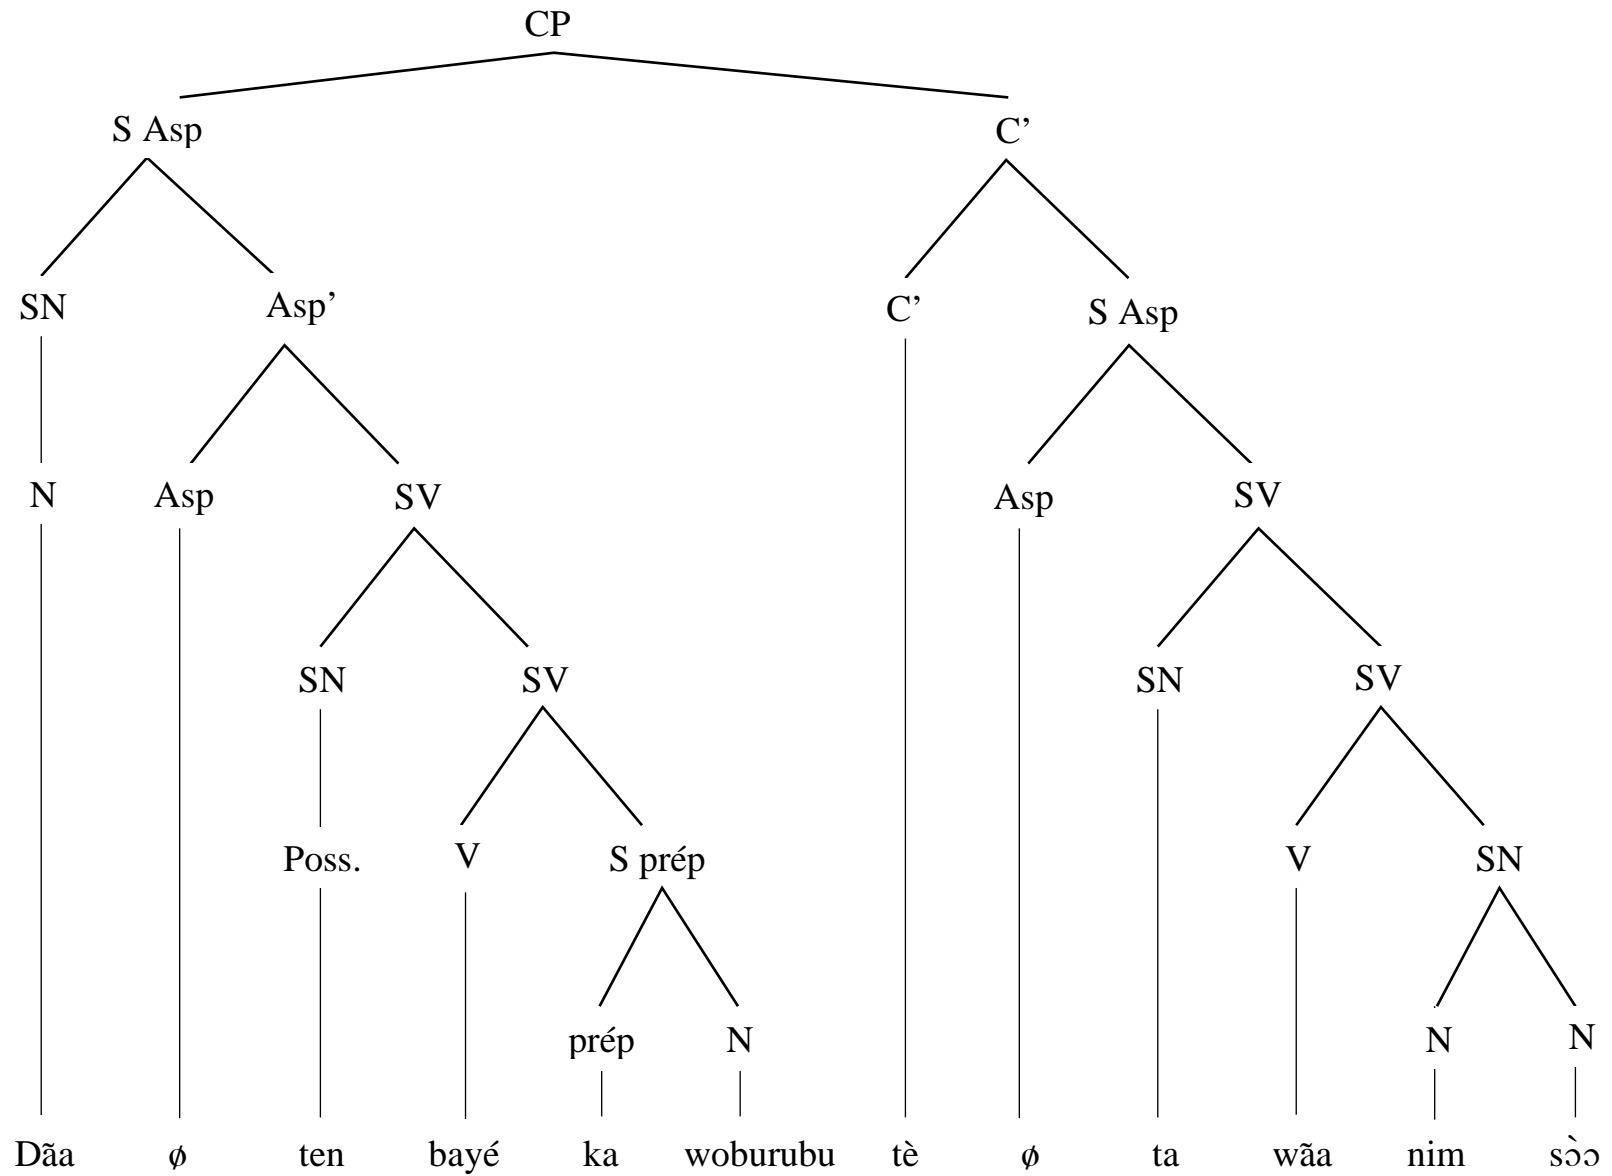 CP
S Asp C’
SN Asp’ C’ S Asp
N Asp SV Asp SV
SN SV SN SV
Poss. V S prép V SN
prép N N N
Dãa ø ten bayé ka woburubu tè ø ta wãa nim sɔ̀ɔ